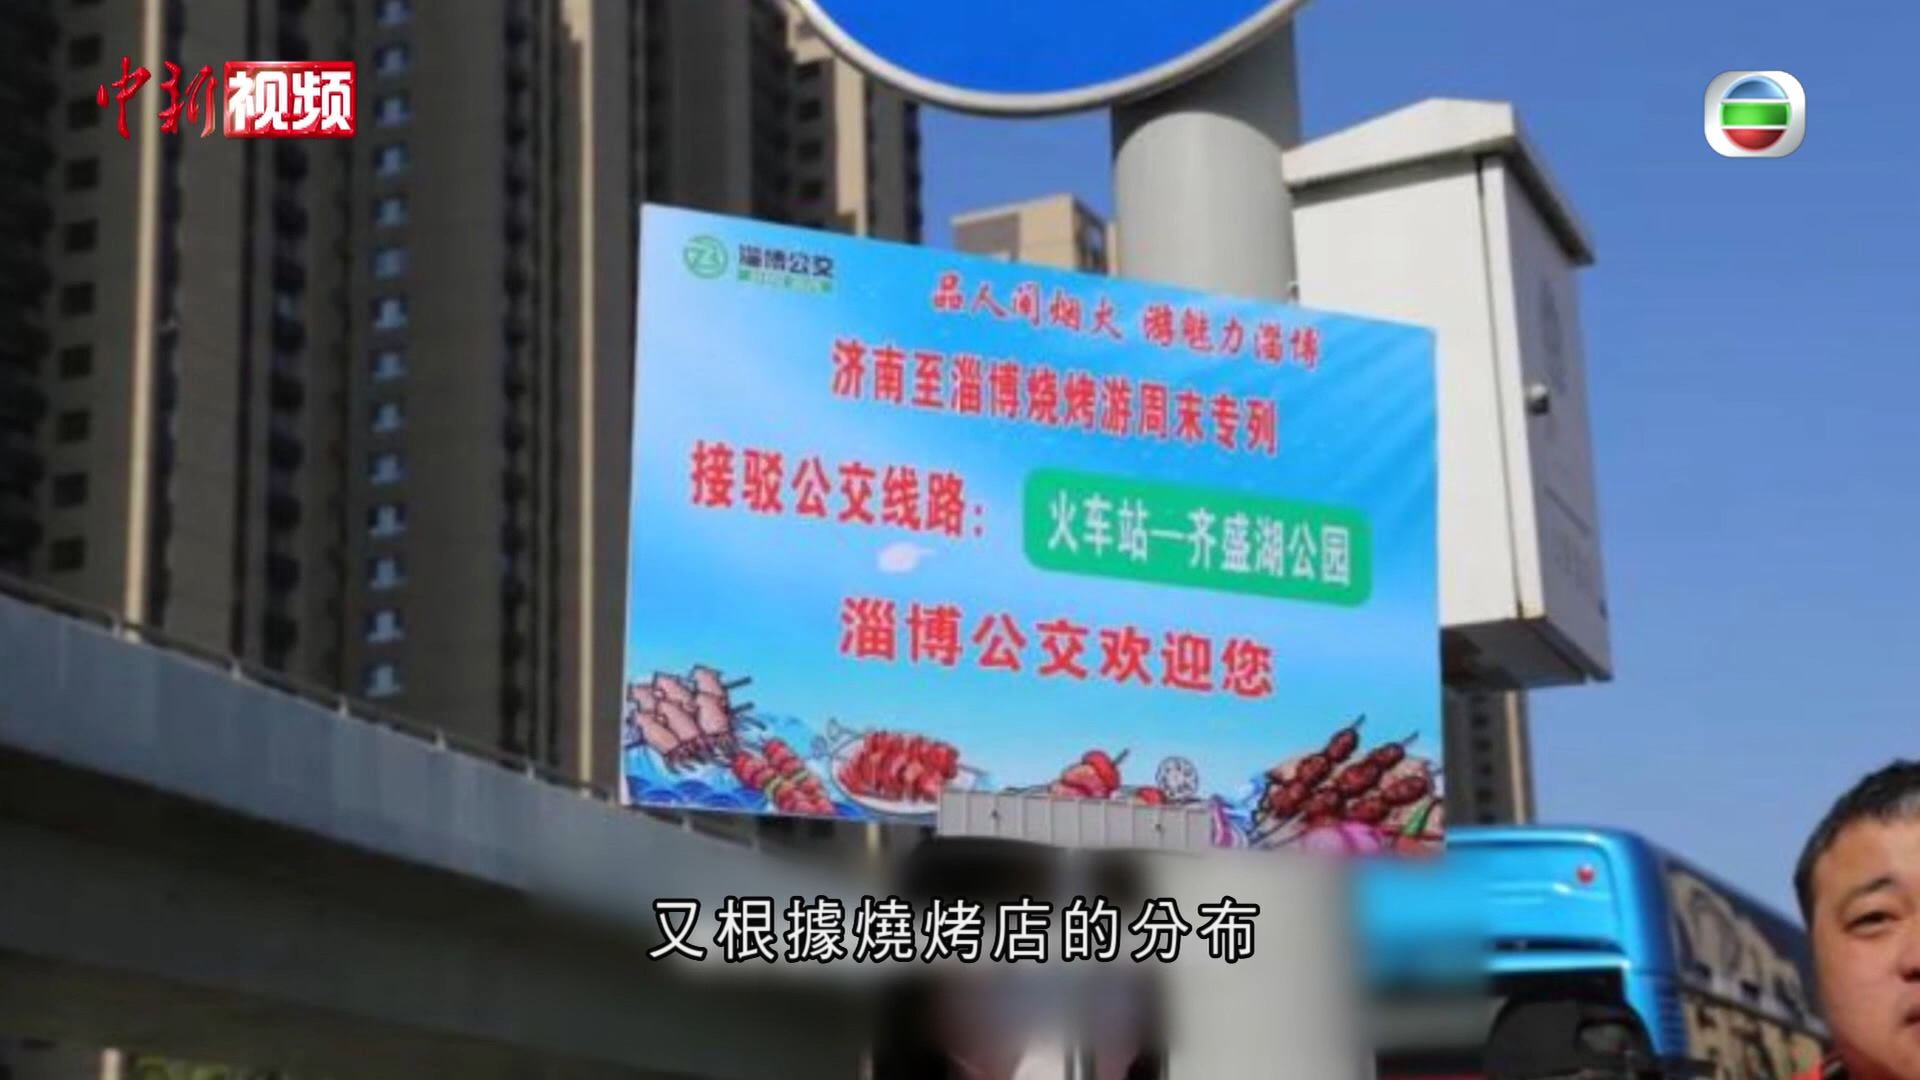 中新视频
淄博公交
品人间烟火 游魅力淄博
济南至淄博烧烤游周末专列
接驳公交线路： 火车站—齐盛湖公园
淄博公交欢迎您
又根據燒烤店的分布